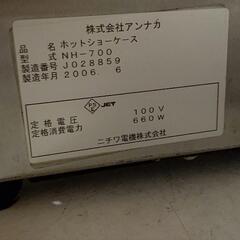 株式会社アンナカ
品名 ホットショーケース
型式 NH-700
製造番号 J028859
製造年月 2006. 6
PSE JET
定格電圧 100V
定格消費電力 660W
ニチワ電機株式会社